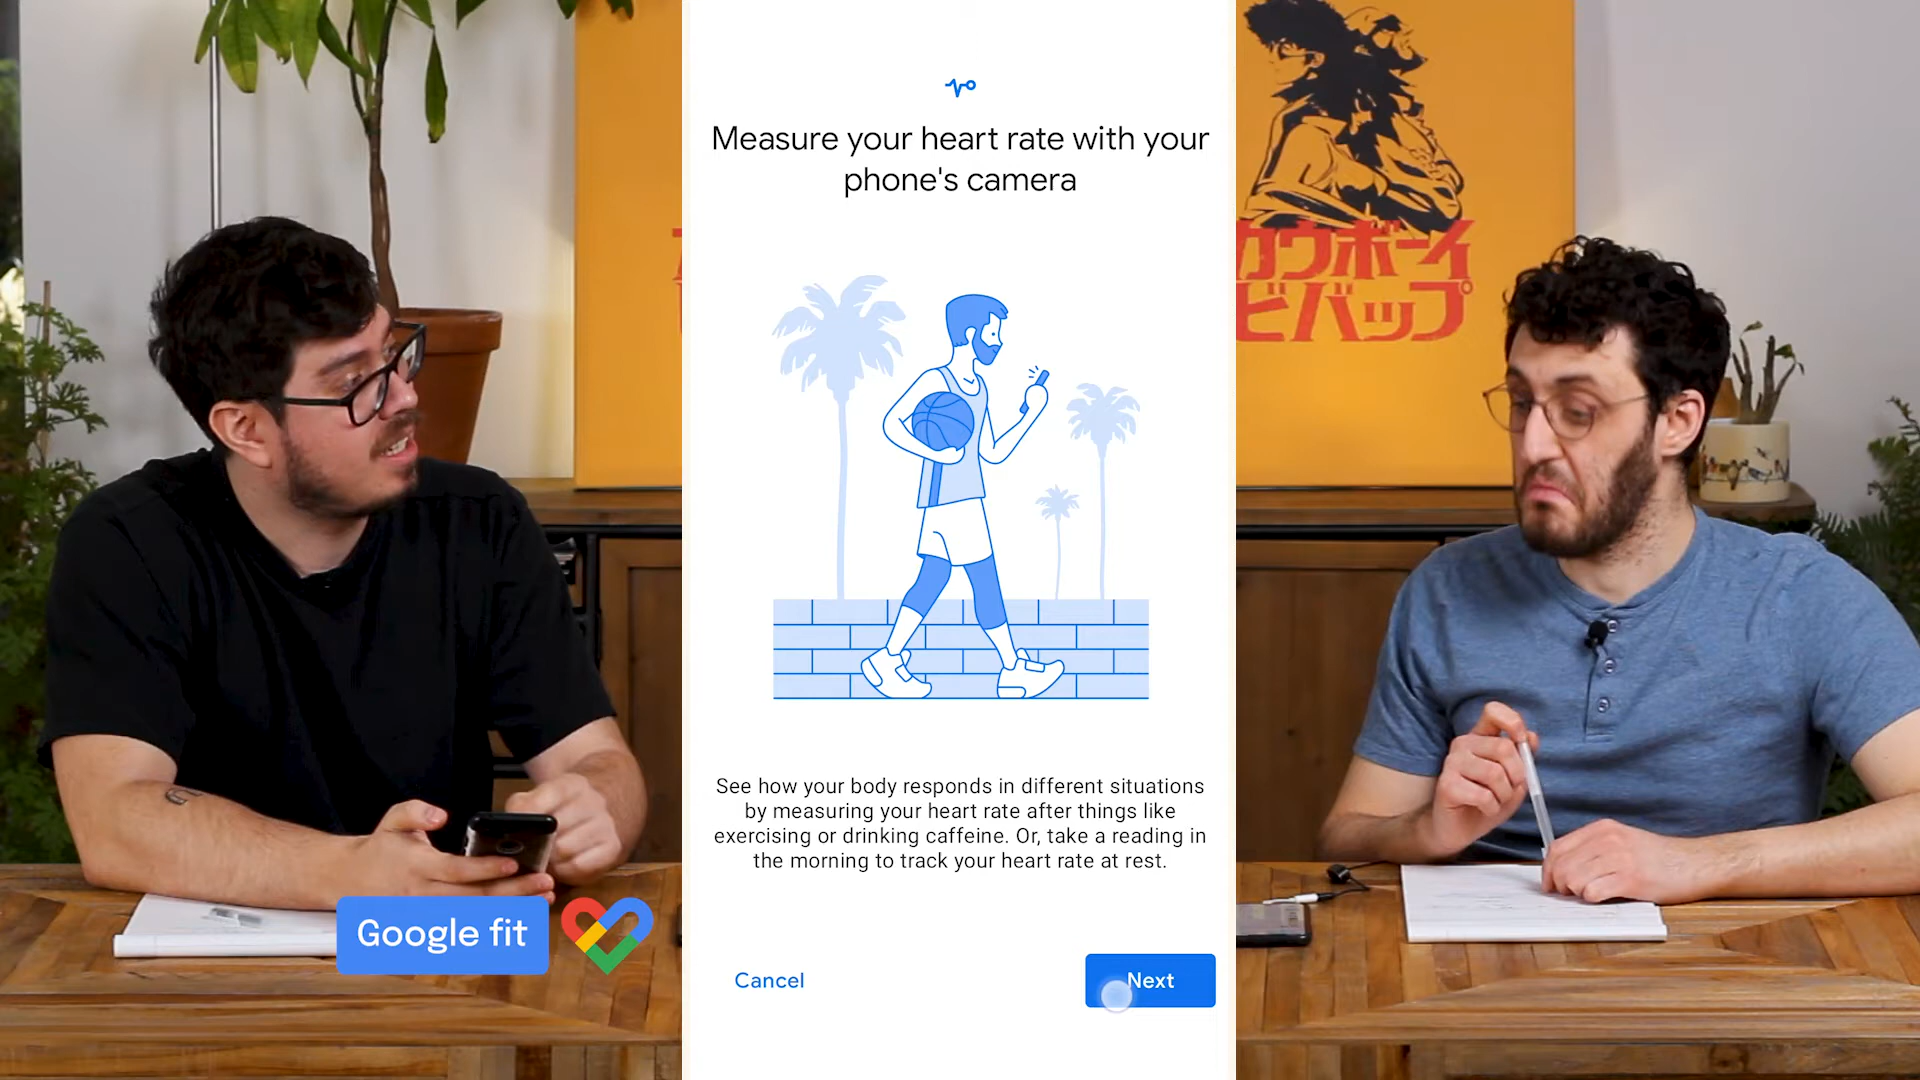 Measure your heart rate with your
phone's camera
See how your body responds in different situations
by measuring your heart rate after things like
exercising or drinking caffeine. Or, take a reading in
the morning to track your heart rate at rest.
Cancel
Next
Google fit
カウボーイ
ビバップ